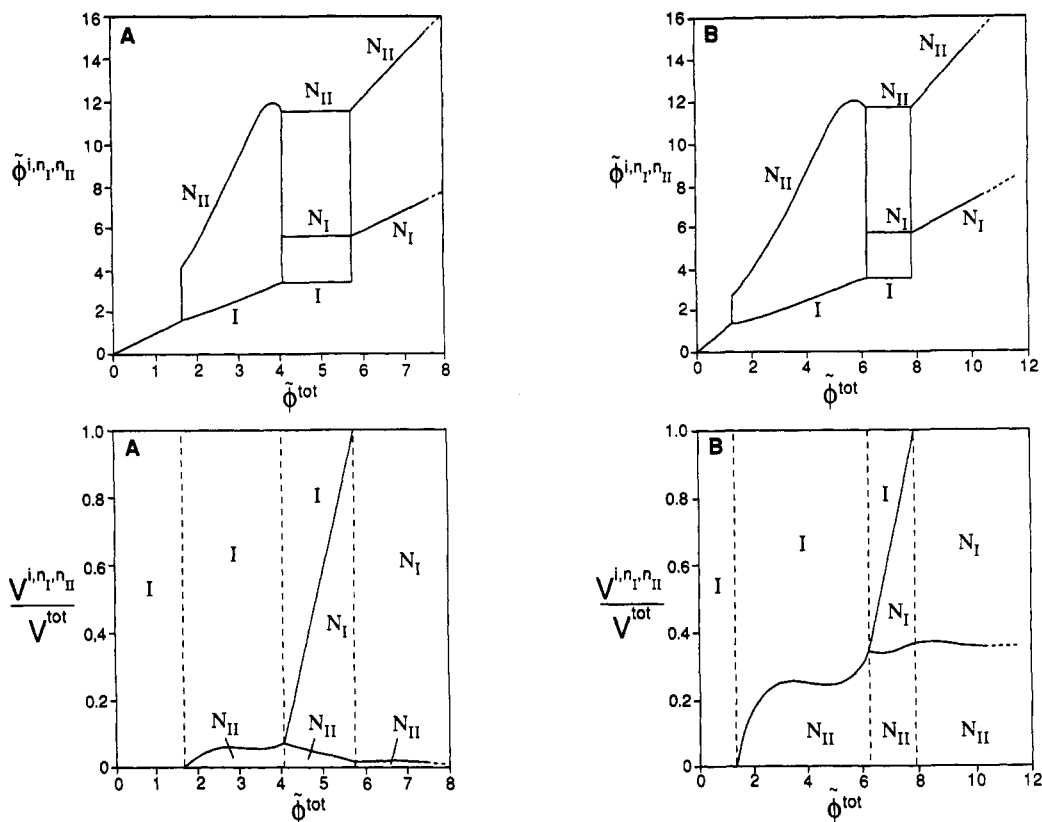 A
16
14
12
10
8
6
4
2
0
ϕ̃^{i,n_I,n_II}
N_II
N_II
N_II
N_I
N_I
I
I
0 1 2 3 4 5 6 7 8
ϕ̃^{tot}
B
16
14
12
10
8
6
4
2
0
ϕ̃^{i,n_I,n_II}
N_II
N_II
N_II
N_I
N_I
I
I
0 2 4 6 8 10 12
ϕ̃^{tot}
A
1.0
0.8
0.6
0.4
0.2
0
V^{i,n_I,n_II}
V^{tot}
I
I
I
N_I
N_I
N_II
N_II
N_II
0 1 2 3 4 5 6 7 8
ϕ̃^{tot}
B
1.0
0.8
0.6
0.4
0.2
0
V^{i,n_I,n_II}
V^{tot}
I
I
I
N_I
N_I
N_II
N_II
N_II
0 2 4 6 8 10 12
ϕ̃^{tot}